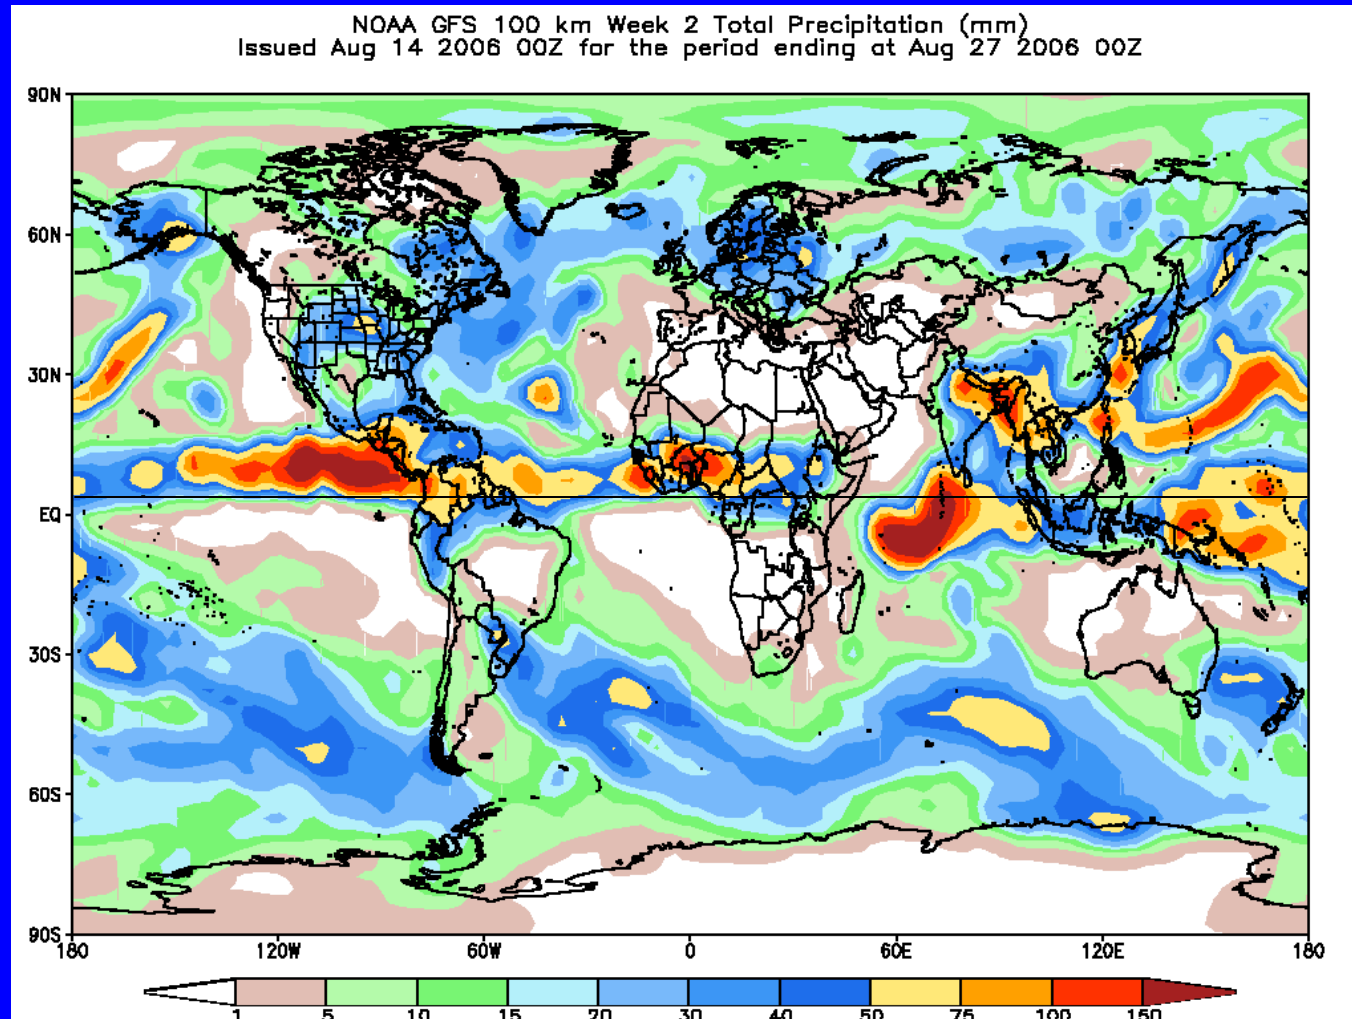 NOAA GFS 100 km Week 2 Total Precipitation (mm)
Issued Aug 14 2006 00Z for the period ending at Aug 27 2006 00Z
90N
60N
30N
EQ
30S
60S
90S
180 120W 60W 0 60E 120E 180
1 5 10 15 20 30 40 50 75 100 150